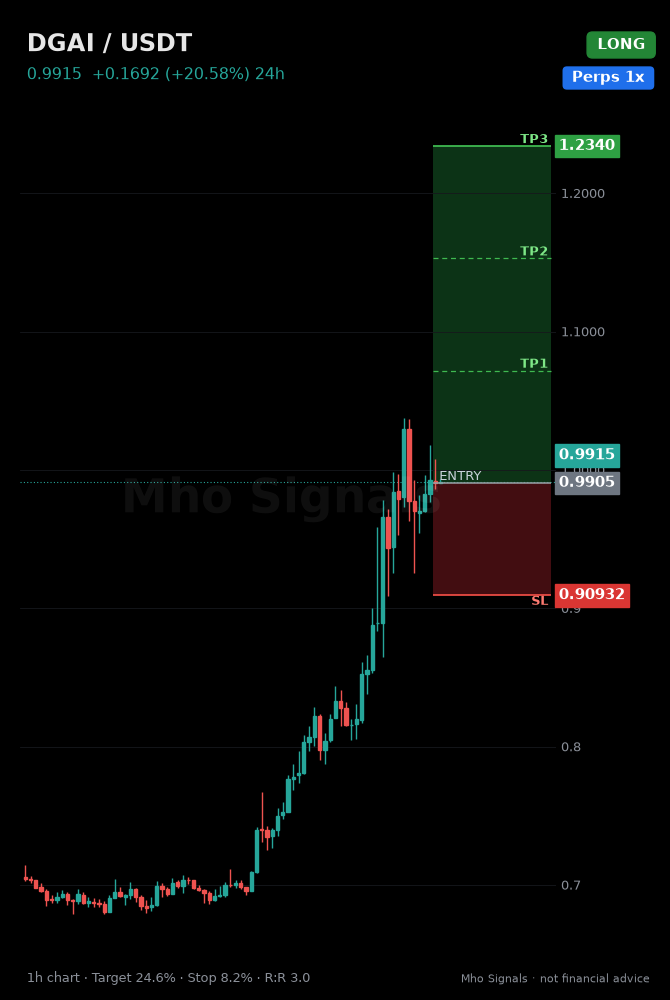 DGAI / USDT
LONG
0.9915 +0.1692 (+20.58%) 24h
Perps 1x
TP3
1.2340
1.2000
TP2
1.1000
TP1
0.9915
1.0000
ENTRY
0.9905
Mho Signals
0.90932
SL
0.9
0.8
0.7
1h chart · Target 24.6% · Stop 8.2% · R:R 3.0
Mho Signals · not financial advice